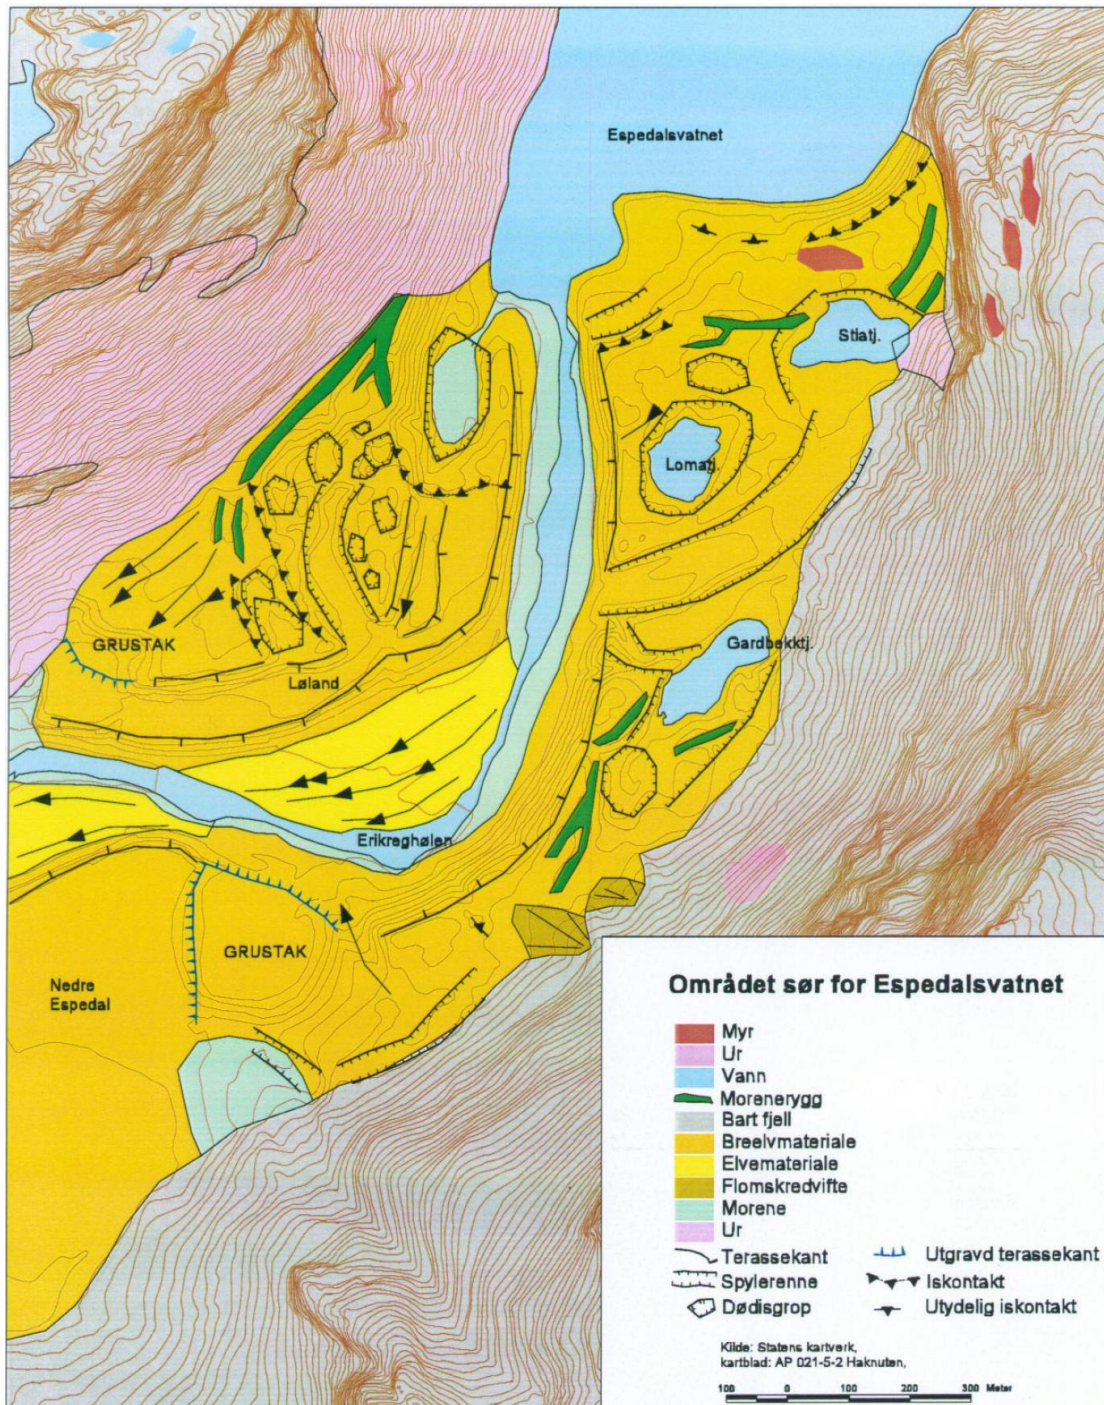 Espedalsvatnet
Stiatj.
Lomatj.
GRUSTAK
Løland
Gardbekktj.
Erikreghølen
GRUSTAK
Nedre
Espedal
Området sør for Espedalsvatnet
Myr
Ur
Vann
Morenerygg
Bart fjell
Breelvmateriale
Elvemateriale
Flomskredvifte
Morene
Ur
Terassekant
Spylerenne
Dødisgrop
Utgravd terassekant
Iskontakt
Utydelig iskontakt
Kilde: Statens kartverk,
kartblad: AP 021-5-2 Haknuten,
100 0 100 200 300 Meter